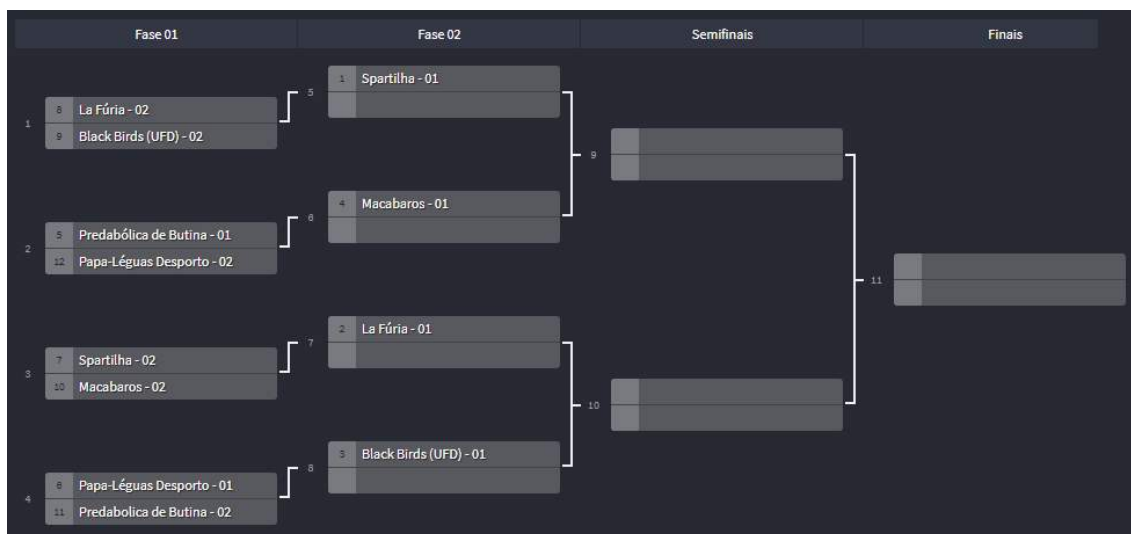 Fase 01
Fase 02
Semifinais
Finais
1
8 La Fúria - 02
9 Black Birds (UFD) - 02
2
5 Predabólica de Butina - 01
12 Papa-Léguas Desporto - 02
3
7 Spartilha - 02
10 Macabaros - 02
4
6 Papa-Léguas Desporto - 01
11 Predabolica de Butina - 02
5
1 Spartilha - 01
6
4 Macabaros - 01
7
2 La Fúria - 01
8
3 Black Birds (UFD) - 01
9
10
11